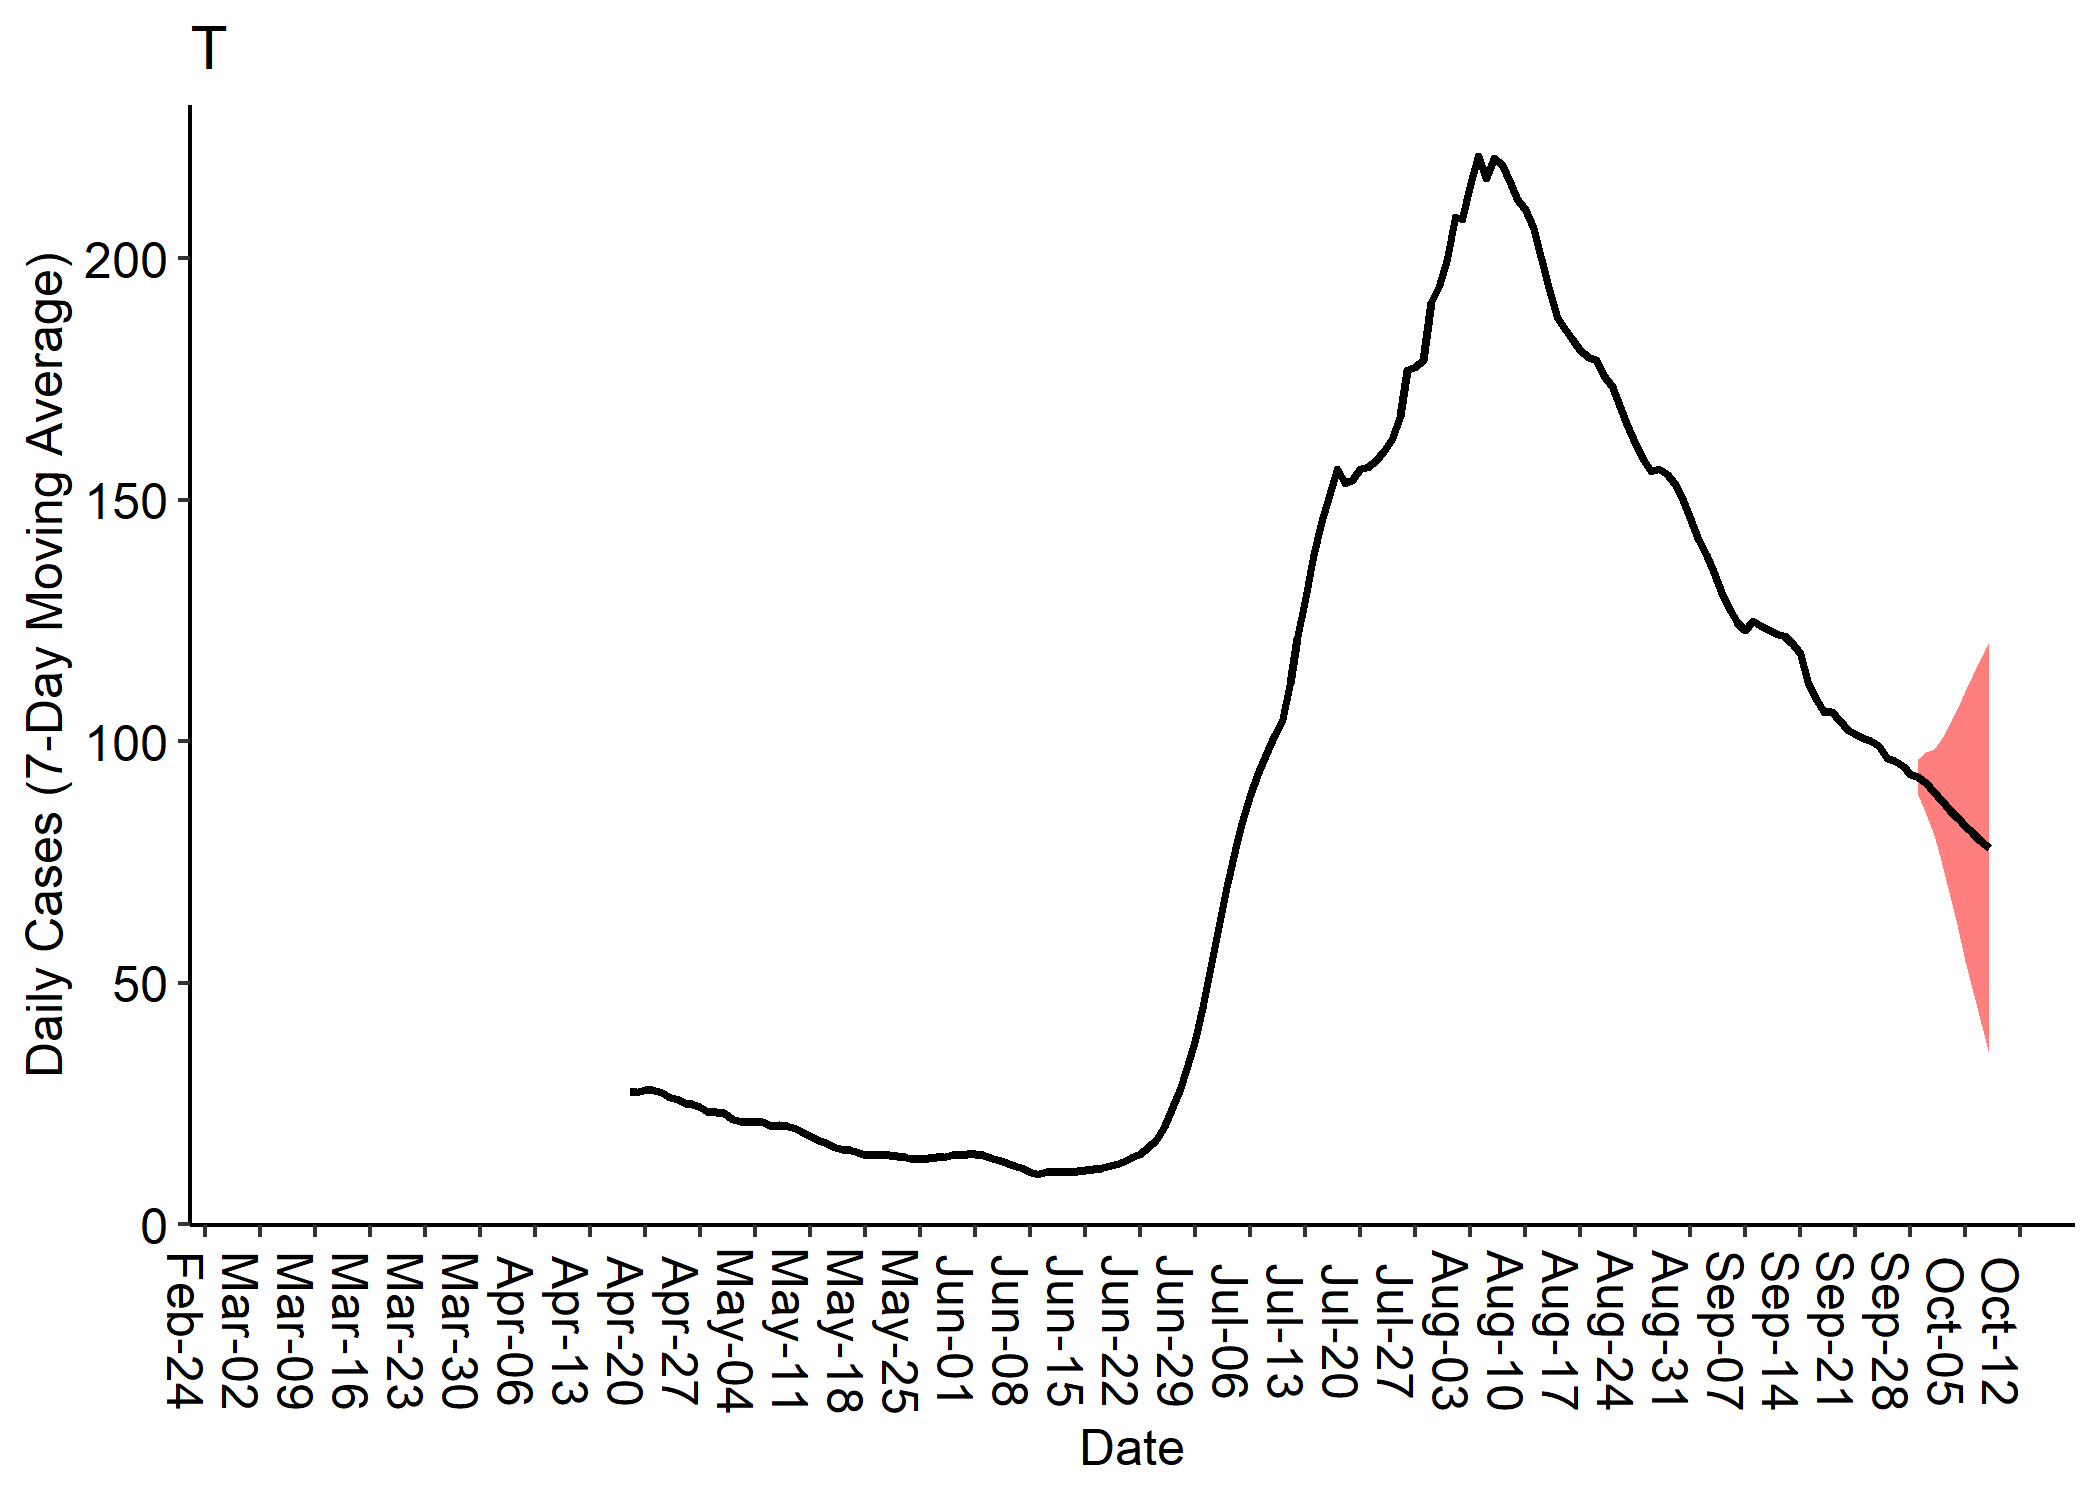 T
Daily Cases (7-Day Moving Average)
200
150
100
50
0
Feb-24
Mar-02
Mar-09
Mar-16
Mar-23
Mar-30
Apr-06
Apr-13
Apr-20
Apr-27
May-04
May-11
May-18
May-25
Jun-01
Jun-08
Jun-15
Jun-22
Jun-29
Jul-06
Jul-13
Jul-20
Jul-27
Aug-03
Aug-10
Aug-17
Aug-24
Aug-31
Sep-07
Sep-14
Sep-21
Sep-28
Oct-05
Oct-12
Date